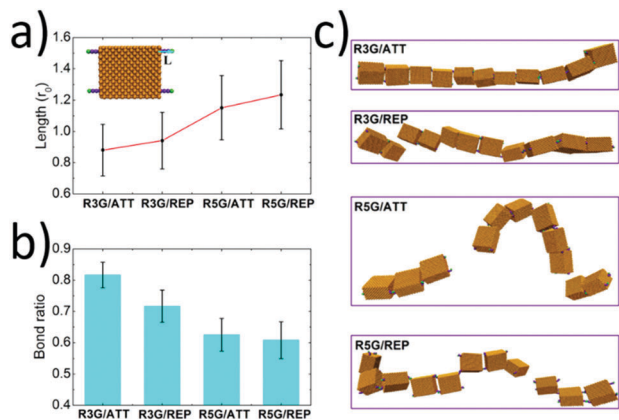 a)
Length (r0)
1.6
1.4
1.2
1.0
0.8
0.6
L
R3G/ATT R3G/REP R5G/ATT R5G/REP
b)
Bond ratio
0.9
0.8
0.7
0.6
0.5
0.4
R3G/ATT R3G/REP R5G/ATT R5G/REP
c)
R3G/ATT
R3G/REP
R5G/ATT
R5G/REP